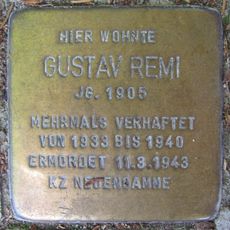 HIER WOHNTE
GUSTAV REMI
JG. 1905
MEHRMALS VERHAFTET
VON 1933 BIS 1940
ERMORDET 11.3.1943
KZ NEUENGAMME